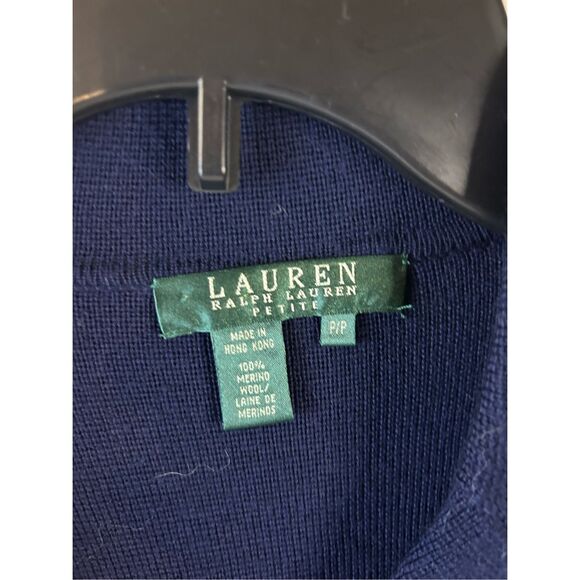 LAUREN
RALPH LAUREN
PETITE
P/P
MADE IN
HONG KONG
100%
MERINO
WOOL/
LAINE DE
MERINOS